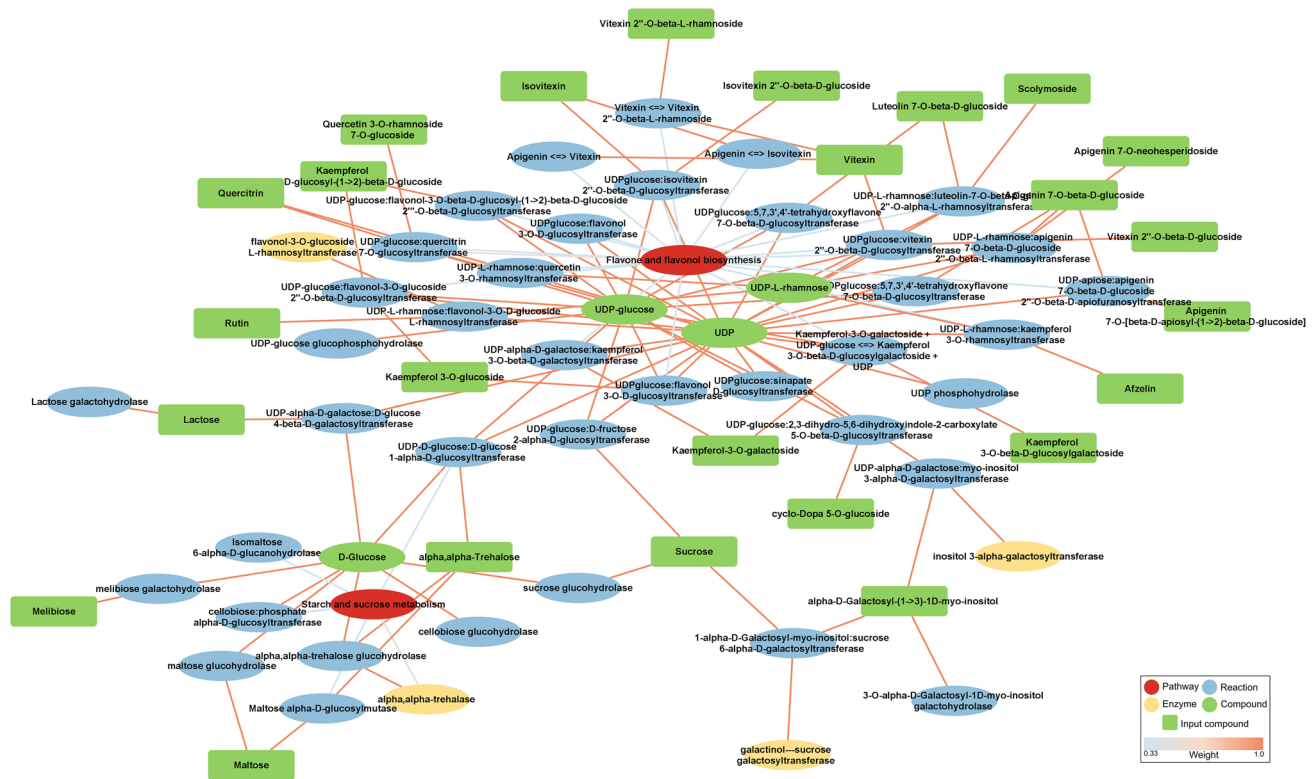 Vitexin 2"-O-beta-L-rhamnoside
Isovitexin
Isovitexin 2"-O-beta-D-glucoside
Scolymoside
Vitexin <=> Vitexin
2"-O-beta-L-rhamnoside
Luteolin 7-O-beta-D-glucoside
Quercetin 3-O-rhamnoside
7-O-glucoside
Apigenin <=> Vitexin
Apigenin <=> Isovitexin
Vitexin
Apigenin 7-O-neohesperidoside
Kaempferol
D-glucosyl-(1->2)-beta-D-glucoside
Quercitrin
UDPglucose:isovitexin
2"-O-beta-D-glucosyltransferase
UDP-L-rhamnose:luteolin-7-O-beta-D-gl
2"-O-alpha-L-rhamnosyltransferas
Apigenin 7-O-beta-D-glucoside
UDP-glucose:flavonol-3-O-beta-D-glucosyl-(1->2)-beta-D-glucoside
2'"-O-beta-D-glucosyltransferase
UDPglucose:flavonol
3-O-D-glucosyltransferase
UDPglucose:5,7,3',4'-tetrahydroxyflavone
7-O-beta-D-glucosyltransferase
flavonol-3-O-glucoside
L-rhamnosyltransferase
UDP-glucose:quercitrin
7-O-glucosyltransferase
Flavone and flavonol biosynthesis
UDPglucose:vitexin
2"-O-beta-D-glucosyltransferase
UDP-L-rhamnose:apigenin
7-O-beta-D-glucoside
2"-O-beta-L-rhamnosyltransferase
Vitexin 2"-O-beta-D-glucoside
UDP-L-rhamnose:quercetin
3-O-rhamnosyltransferase
UDP-glucose:flavonol-3-O-glucoside
2"-O-beta-D-glucosyltransferase
UDP-L-rhamnose
DPglucose:5,7,3',4'-tetrahydroxyflavone
7-O-beta-D-glucosyltransferase
UDP-apiose:apigenin
7-O-beta-D-glucoside
2"-O-beta-D-apiofuranosyltransferase
UDP-glucose
Rutin
UDP-L-rhamnose:flavonol-3-O-D-glucoside
L-rhamnosyltransferase
UDP
Apigenin
7-O-[beta-D-apiosyl-(1->2)-beta-D-glucoside]
UDP-glucose glucophosphohydrolase
UDP-alpha-D-galactose:kaempferol
3-O-beta-D-galactosyltransferase
Kaempferol-3-O-galactoside +
UDP-glucose <=> Kaempferol
3-O-beta-D-glucosylgalactoside +
UDP
UDP-L-rhamnose:kaempferol
3-O-rhamnosyltransferase
Kaempferol 3-O-glucoside
UDPglucose:flavonol
3-O-D-glucosyltransferase
UDPglucose:sinapate
D-glucosyltransferase
UDP phosphohydrolase
Afzelin
Lactose galactohydrolase
Lactose
UDP-alpha-D-galactose:D-glucose
4-beta-D-galactosyltransferase
UDP-glucose:D-fructose
2-alpha-D-glucosyltransferase
UDP-glucose:2,3-dihydro-5,6-dihydroxyindole-2-carboxylate
5-O-beta-D-glucosyltransferase
Kaempferol-3-O-galactoside
Kaempferol
3-O-beta-D-glucosylgalactoside
UDP-D-glucose:D-glucose
1-alpha-D-glucosyltransferase
UDP-alpha-D-galactose:myo-inositol
3-alpha-D-galactosyltransferase
cyclo-Dopa 5-O-glucoside
Isomaltose
6-alpha-D-glucanohydrolase
D-Glucose
alpha,alpha-Trehalose
Sucrose
inositol 3-alpha-galactosyltransferase
melibiose galactohydrolase
sucrose glucohydrolase
Melibiose
Starch and sucrose metabolism
cellobiose:phosphate
alpha-D-glucosyltransferase
alpha-D-Galactosyl-(1->3)-1D-myo-inositol
cellobiose glucohydrolase
1-alpha-D-Galactosyl-myo-inositol:sucrose
6-alpha-D-galactosyltransferase
maltose glucohydrolase
alpha,alpha-trehalose glucohydrolase
alpha,alpha-trehalase
Maltose alpha-D-glucosylmutase
3-O-alpha-D-Galactosyl-1D-myo-inositol
galactohydrolase
Maltose
galactinol---sucrose
galactosyltransferase
Pathway
Reaction
Enzyme
Compound
Input compound
0.33
Weight
1.0